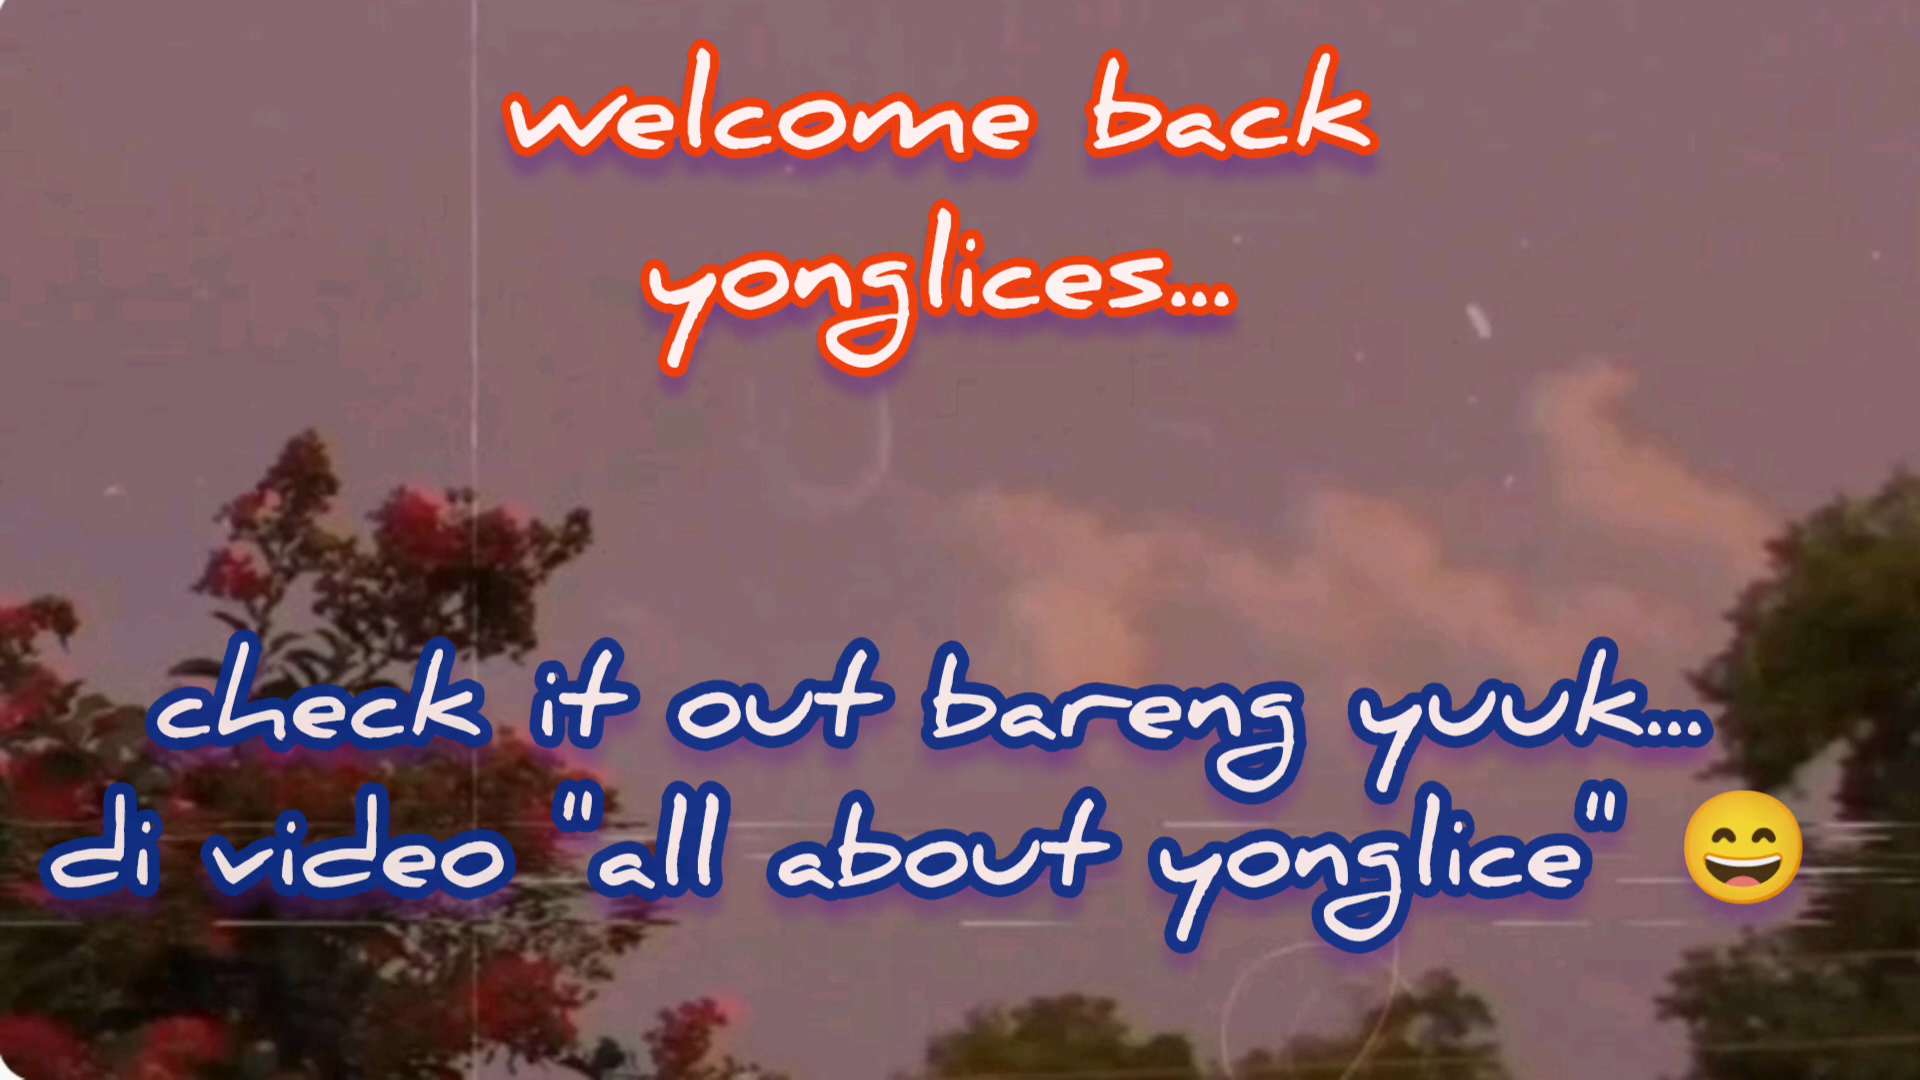 welcome back
yonglices...
check it out bareng yuuk...
di video "all about yonglice" 😄